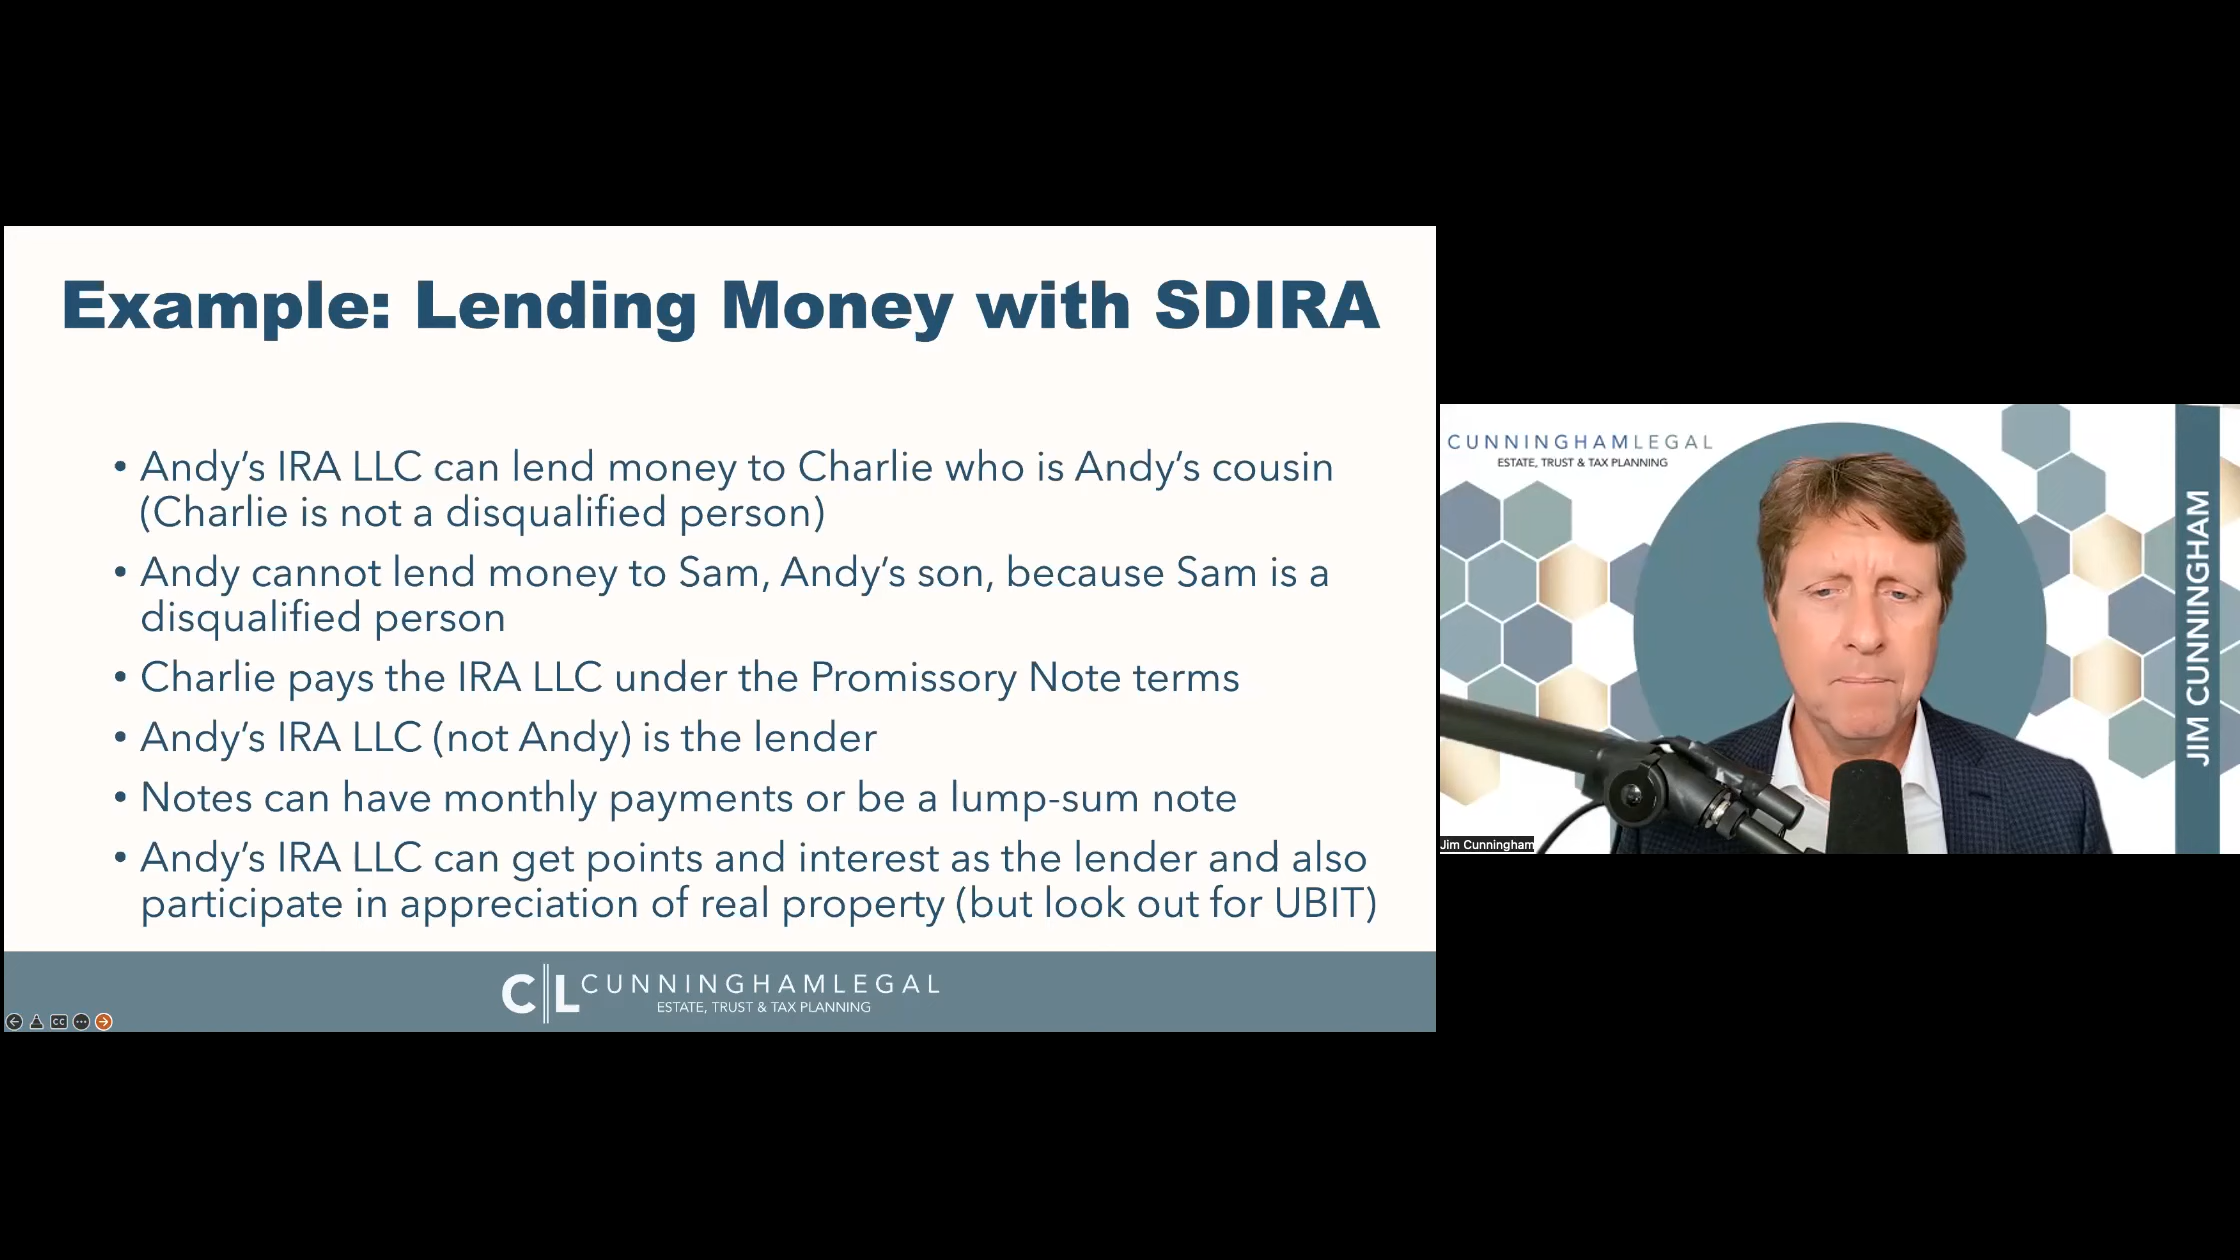 Example: Lending Money with SDIRA
• Andy's IRA LLC can lend money to Charlie who is Andy's cousin
(Charlie is not a disqualified person)
• Andy cannot lend money to Sam, Andy's son, because Sam is a
disqualified person
• Charlie pays the IRA LLC under the Promissory Note terms
• Andy's IRA LLC (not Andy) is the lender
• Notes can have monthly payments or be a lump-sum note
• Andy's IRA LLC can get points and interest as the lender and also
participate in appreciation of real property (but look out for UBIT)
CL CUNNINGHAMLEGAL
ESTATE, TRUST & TAX PLANNING
CC
CUNNINGHAMLEGAL
ESTATE, TRUST & TAX PLANNING
JIM CUNNINGHAM
Jim Cunningham